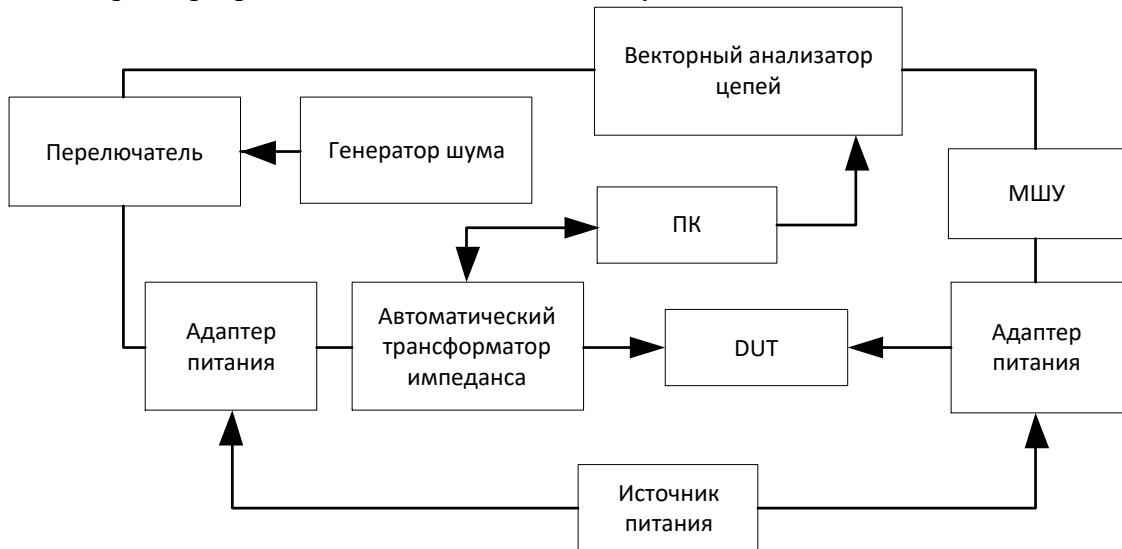 Векторный анализатор
цепей
Перелючатель
Генератор шума
МШУ
ПК
Адаптер
питания
Автоматический
трансформатор
импеданса
DUT
Адаптер
питания
Источник
питания